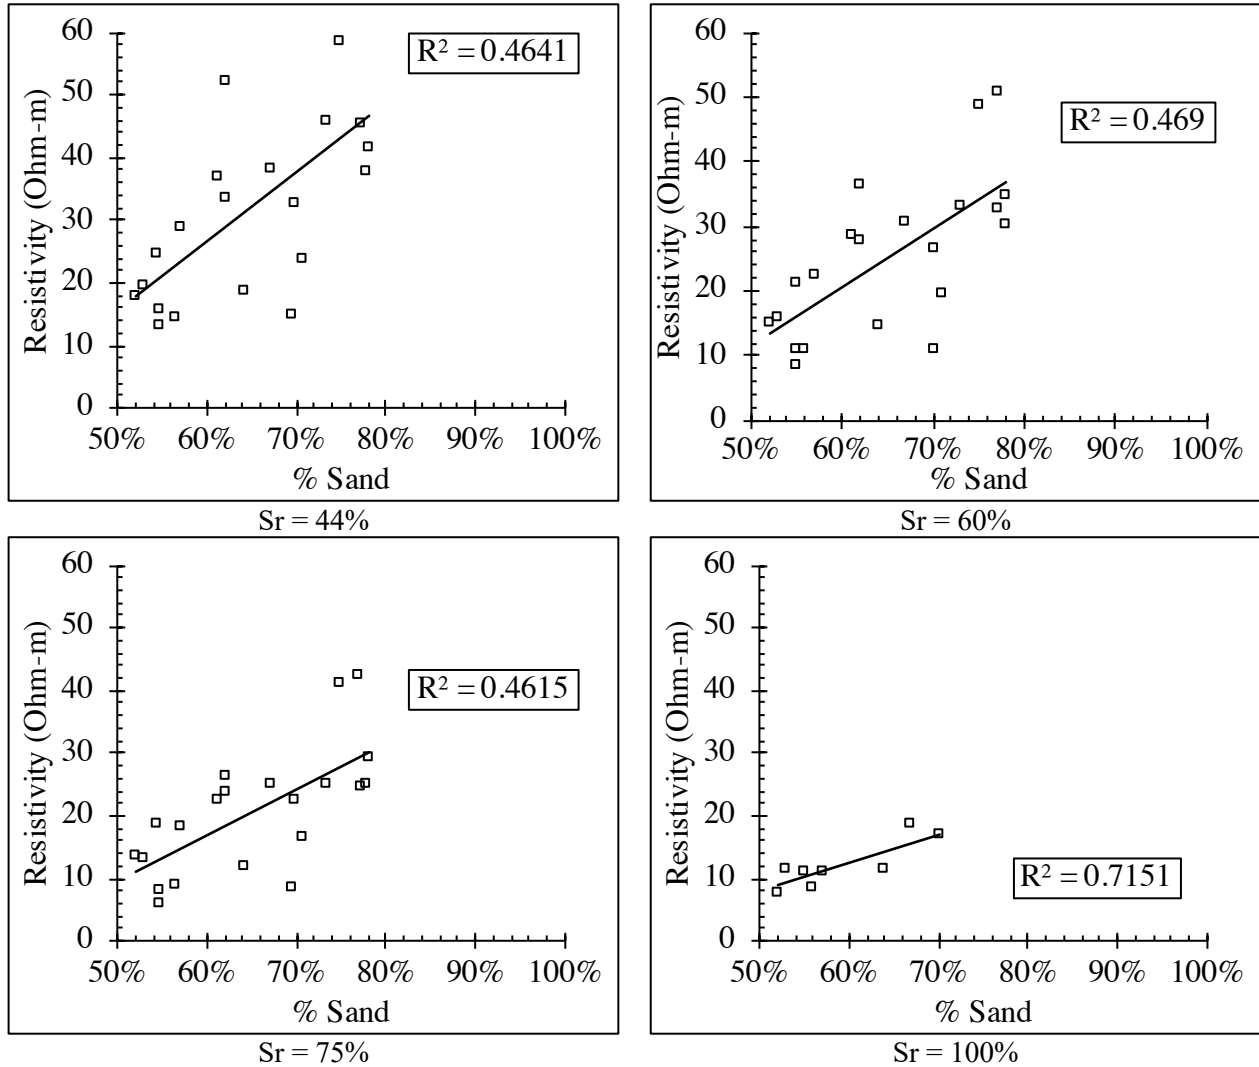 60
50
40
30
20
10
0
Resistivity (Ohm-m)
R² = 0.4641
50% 60% 70% 80% 90% 100%
% Sand
Sr = 44%
60
50
40
30
20
10
0
Resistivity (Ohm-m)
R² = 0.469
50% 60% 70% 80% 90% 100%
% Sand
Sr = 60%
60
50
40
30
20
10
0
Resistivity (Ohm-m)
R² = 0.4615
50% 60% 70% 80% 90% 100%
% Sand
Sr = 75%
60
50
40
30
20
10
0
Resistivity (Ohm-m)
R² = 0.7151
50% 60% 70% 80% 90% 100%
% Sand
Sr = 100%